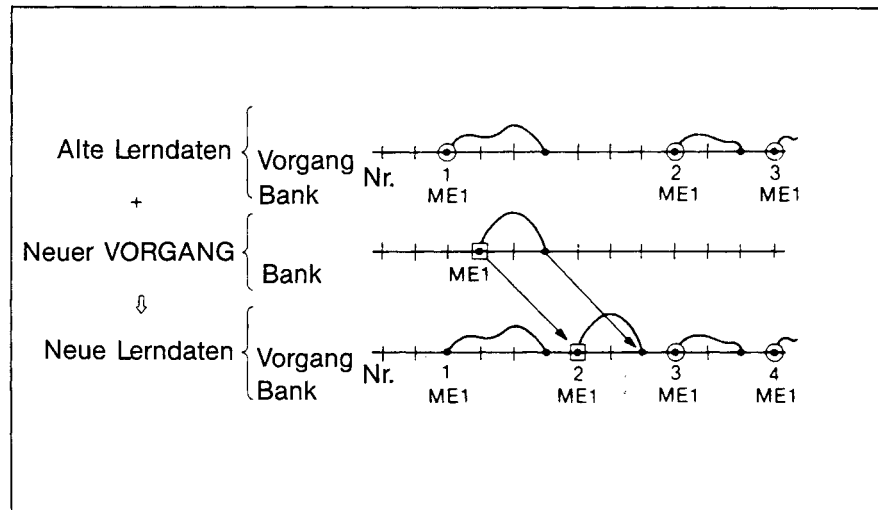 Alte Lerndaten Vorgang Nr. 1 2 3
Bank ME1 ME1 ME1
+
Neuer VORGANG
Bank ME1
⇩
Neue Lerndaten Vorgang Nr. 1 2 3 4
Bank ME1 ME1 ME1 ME1